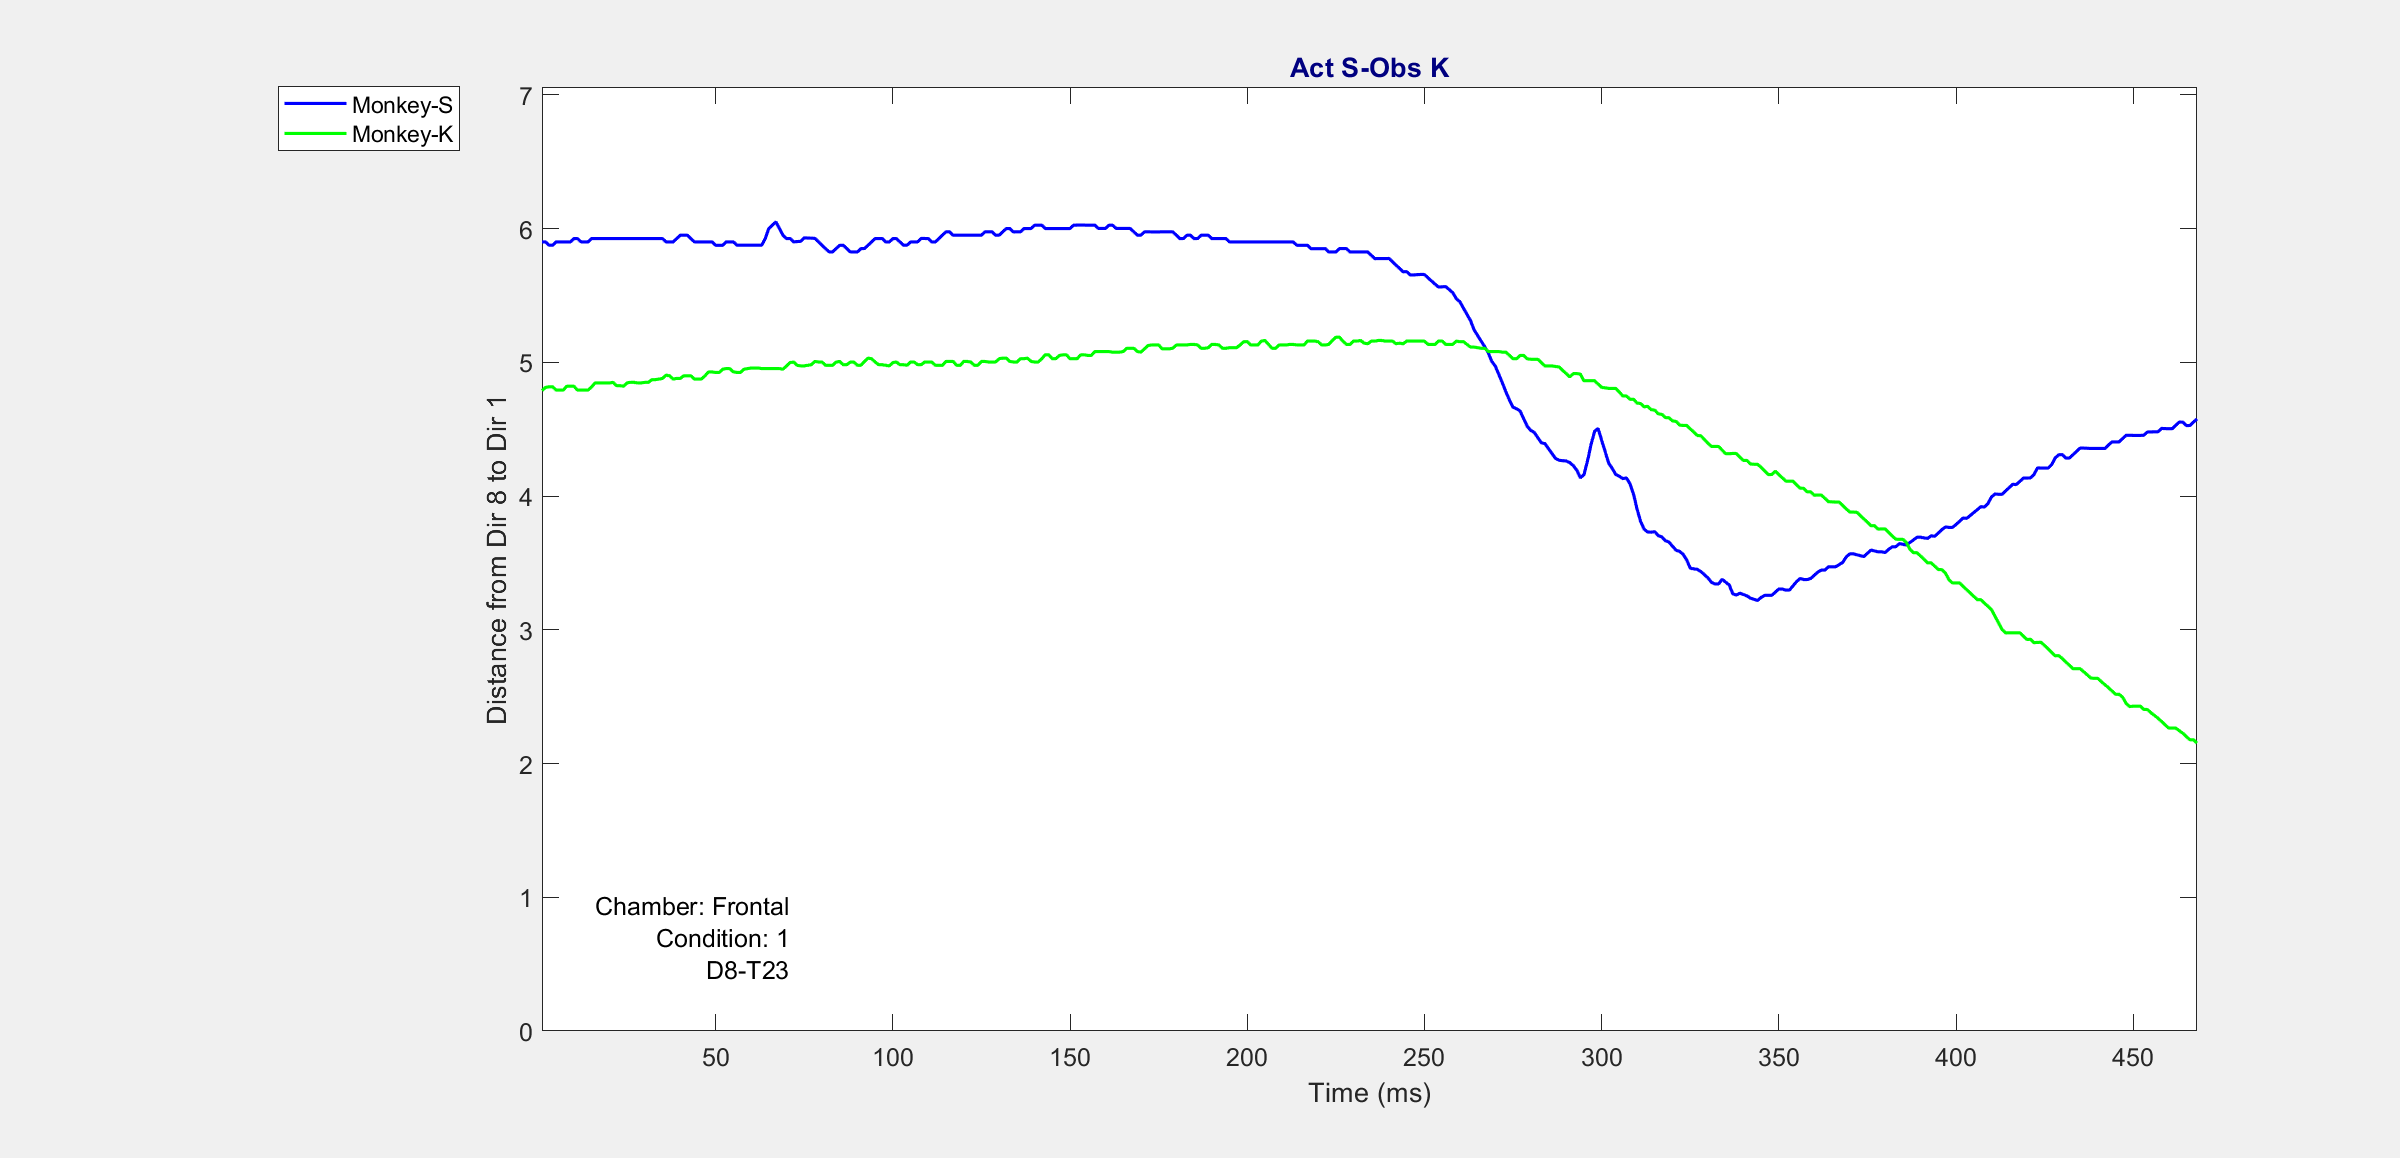 Act S-Obs K
Monkey-S
Monkey-K
7
6
5
4
3
2
1
0
Distance from Dir 8 to Dir 1
Chamber: Frontal
Condition: 1
D8-T23
50 100 150 200 250 300 350 400 450
Time (ms)